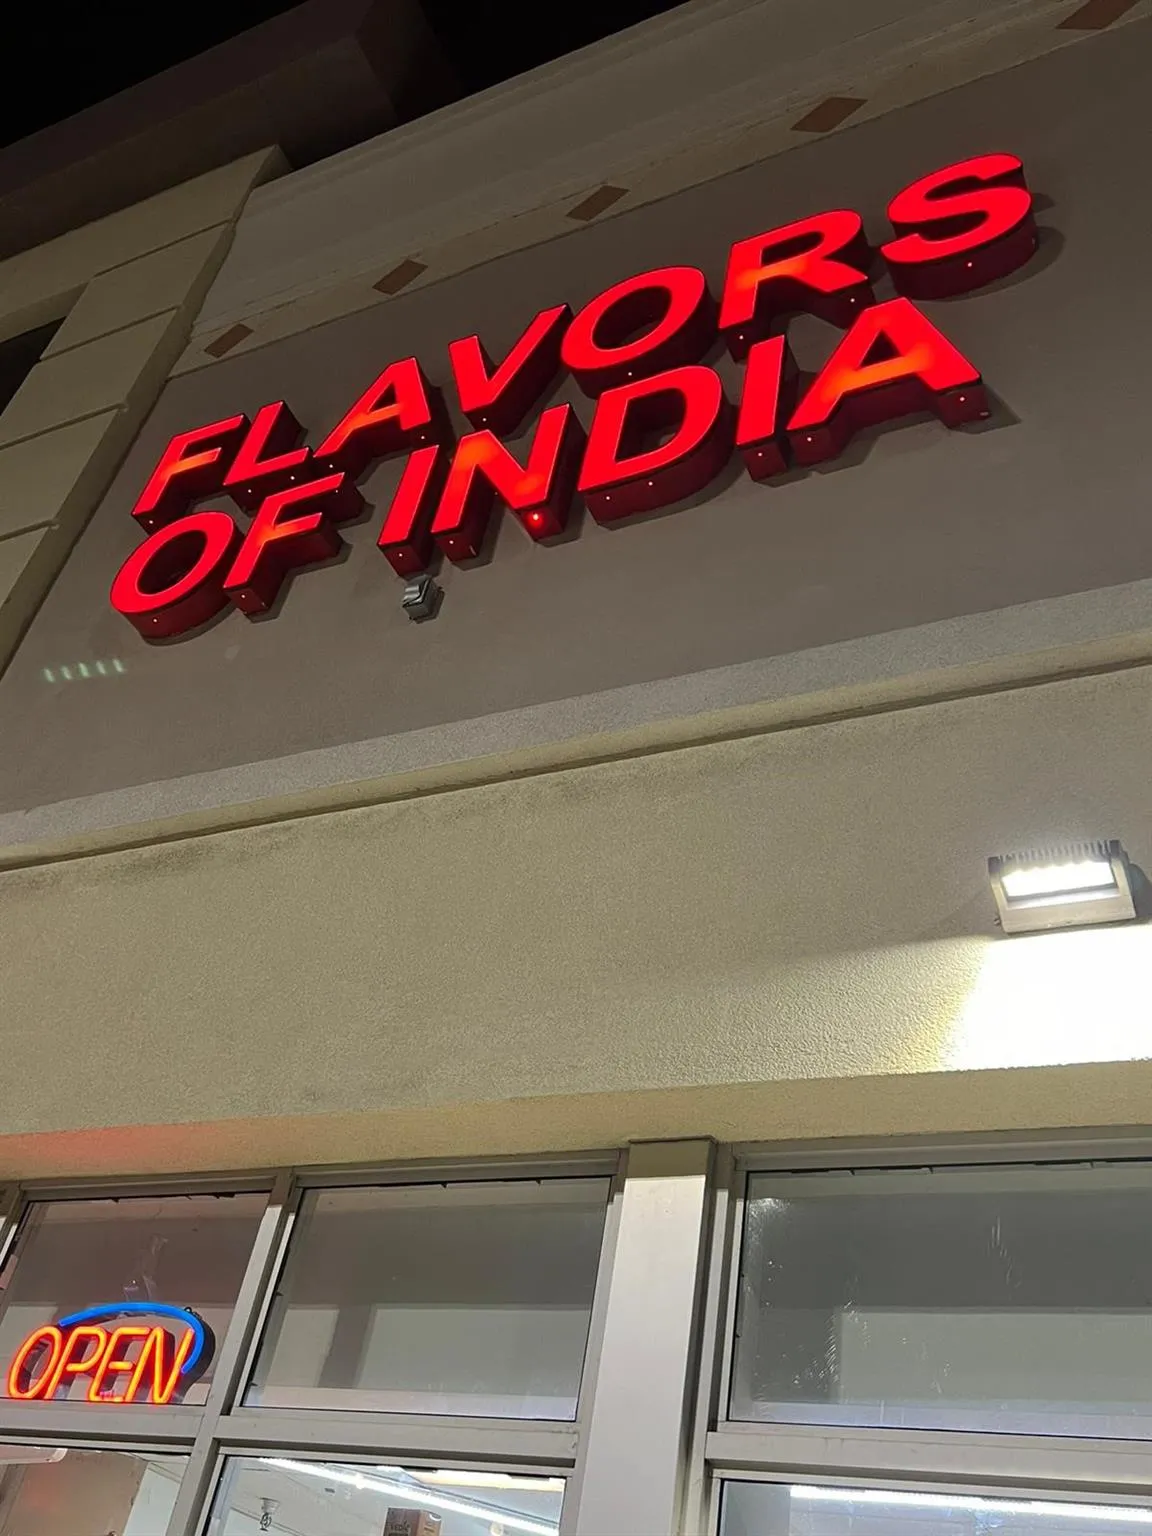 FLAVORS
OF INDIA
OPEN